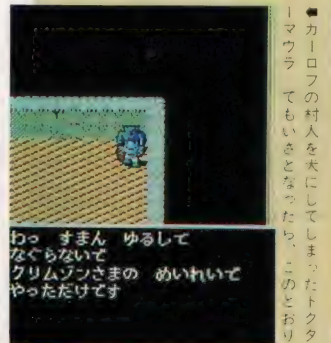 ■カーロフの村人を犬にしてしまったドクタ
ーマウラ　でもいざとなったら、このとおり
わっ　すまん　ゆるして
なぐらないで
クリムゾンさまの　めいれいで
やっただけです